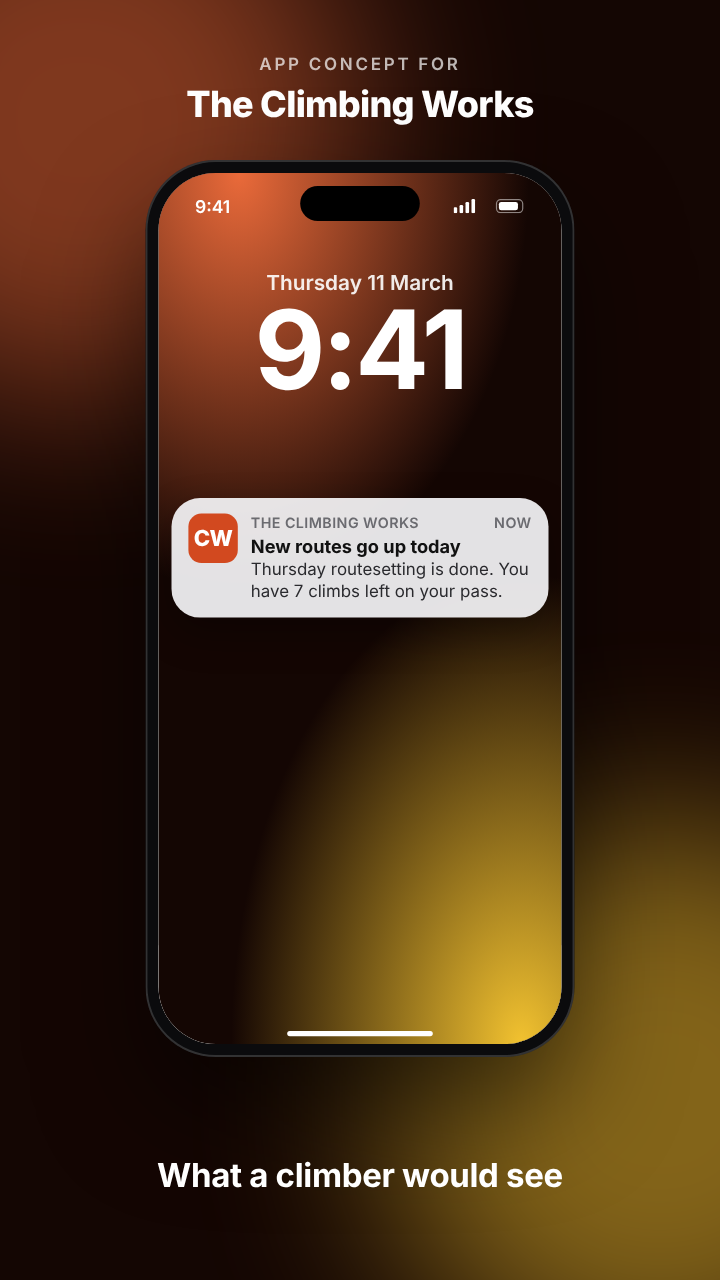 APP CONCEPT FOR
The Climbing Works
9:41
Thursday 11 March
9:41
CW
THE CLIMBING WORKS NOW
New routes go up today
Thursday routesetting is done. You
have 7 climbs left on your pass.
What a climber would see